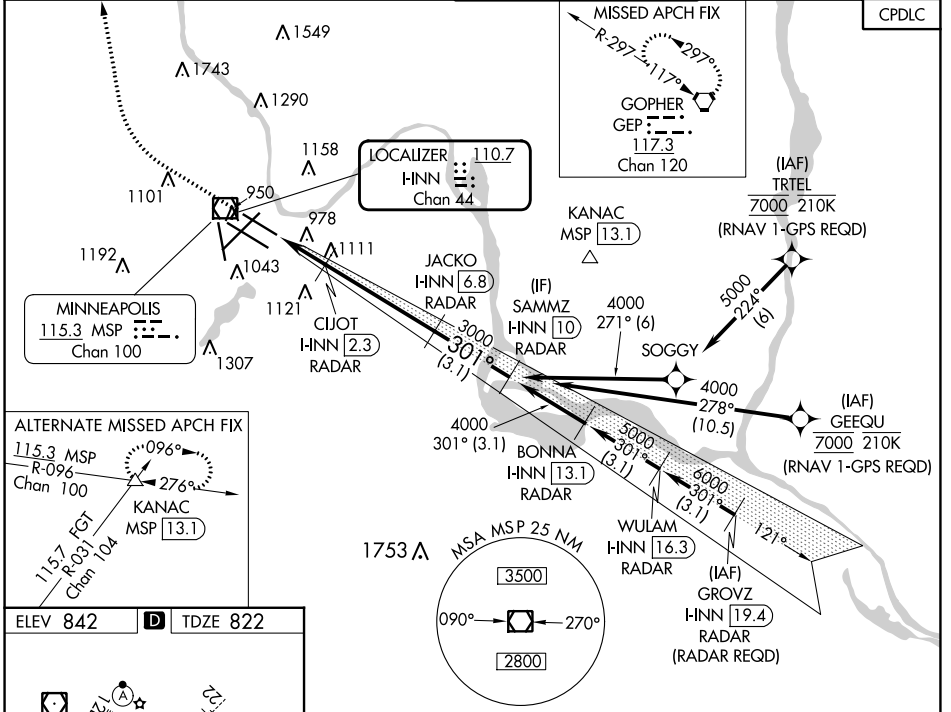 CPDLC
MISSED APCH FIX
R-297
117°
297°
GOPHER
GEP
117.3
Chan 120
1549
1743
1290
1158
1101
950
978
1111
1192
1043
1121
1307
LOCALIZER 110.7
I-INN
Chan 44
MINNEAPOLIS
115.3 MSP
Chan 100
(IAF)
TRTEL
7000 210K
(RNAV 1-GPS REQD)
5000
224°
(6)
KANAC
MSP 13.1
JACKO
I-INN 6.8
RADAR
(IF)
SAMMZ
I-INN 10
RADAR
4000
271° (6)
SOGGY
CIJOT
I-INN 2.3
RADAR
3000
301°
(3.1)
4000
278°
(10.5)
(IAF)
GEEQU
7000 210K
(RNAV 1-GPS REQD)
4000
301° (3.1)
BONNA
I-INN 13.1
RADAR
5000
301°
(3.1)
6000
301°
(3.1)
121°
WULAM
I-INN 16.3
RADAR
(IAF)
GROVZ
I-INN 19.4
RADAR
(RADAR REQD)
ALTERNATE MISSED APCH FIX
115.3 MSP
R-096
Chan 100
096°
276°
KANAC
MSP 13.1
115.7 FGT
R-031
Chan 104
1753
MSA MSP 25 NM
3500
090°
270°
2800
ELEV 842
D
TDZE 822
A